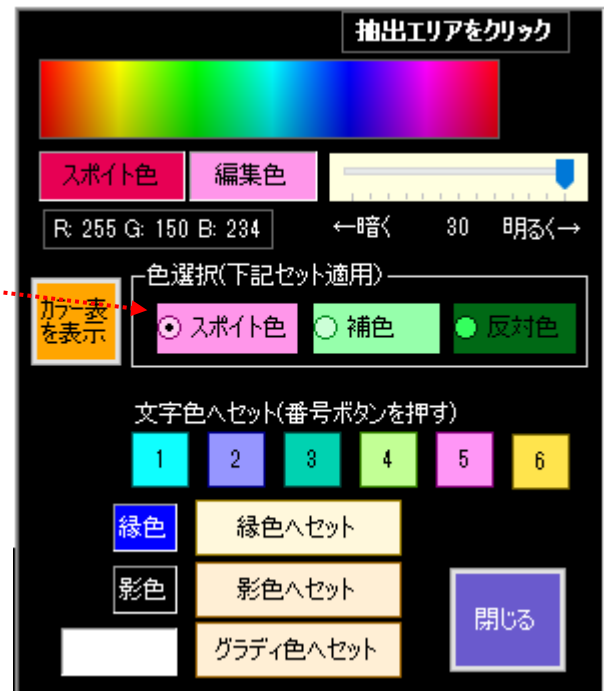 抽出エリアをクリック
スポイト色 編集色
R: 255 G: 150 B: 234 ←暗く 30 明るく→
色選択(下記セット適用)
カラー表
を表示
スポイト色 補色 反対色
文字色へセット(番号ボタンを押す)
1 2 3 4 5 6
縁色 縁色へセット
影色 影色へセット
閉じる
グラディ色へセット